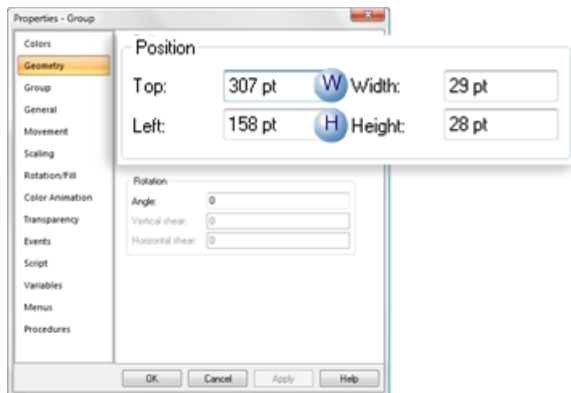 Properties - Group
Colors
Geometry
Group
General
Movement
Scaling
Rotation/Fill
Color Animation
Transparency
Events
Script
Variables
Menus
Procedures
Position
Top: 307 pt W Width: 29 pt
Left: 158 pt H Height: 28 pt
Rotation
Angle: 0
Vertical shear: 0
Horizontal shear: 0
OK Cancel Apply Help